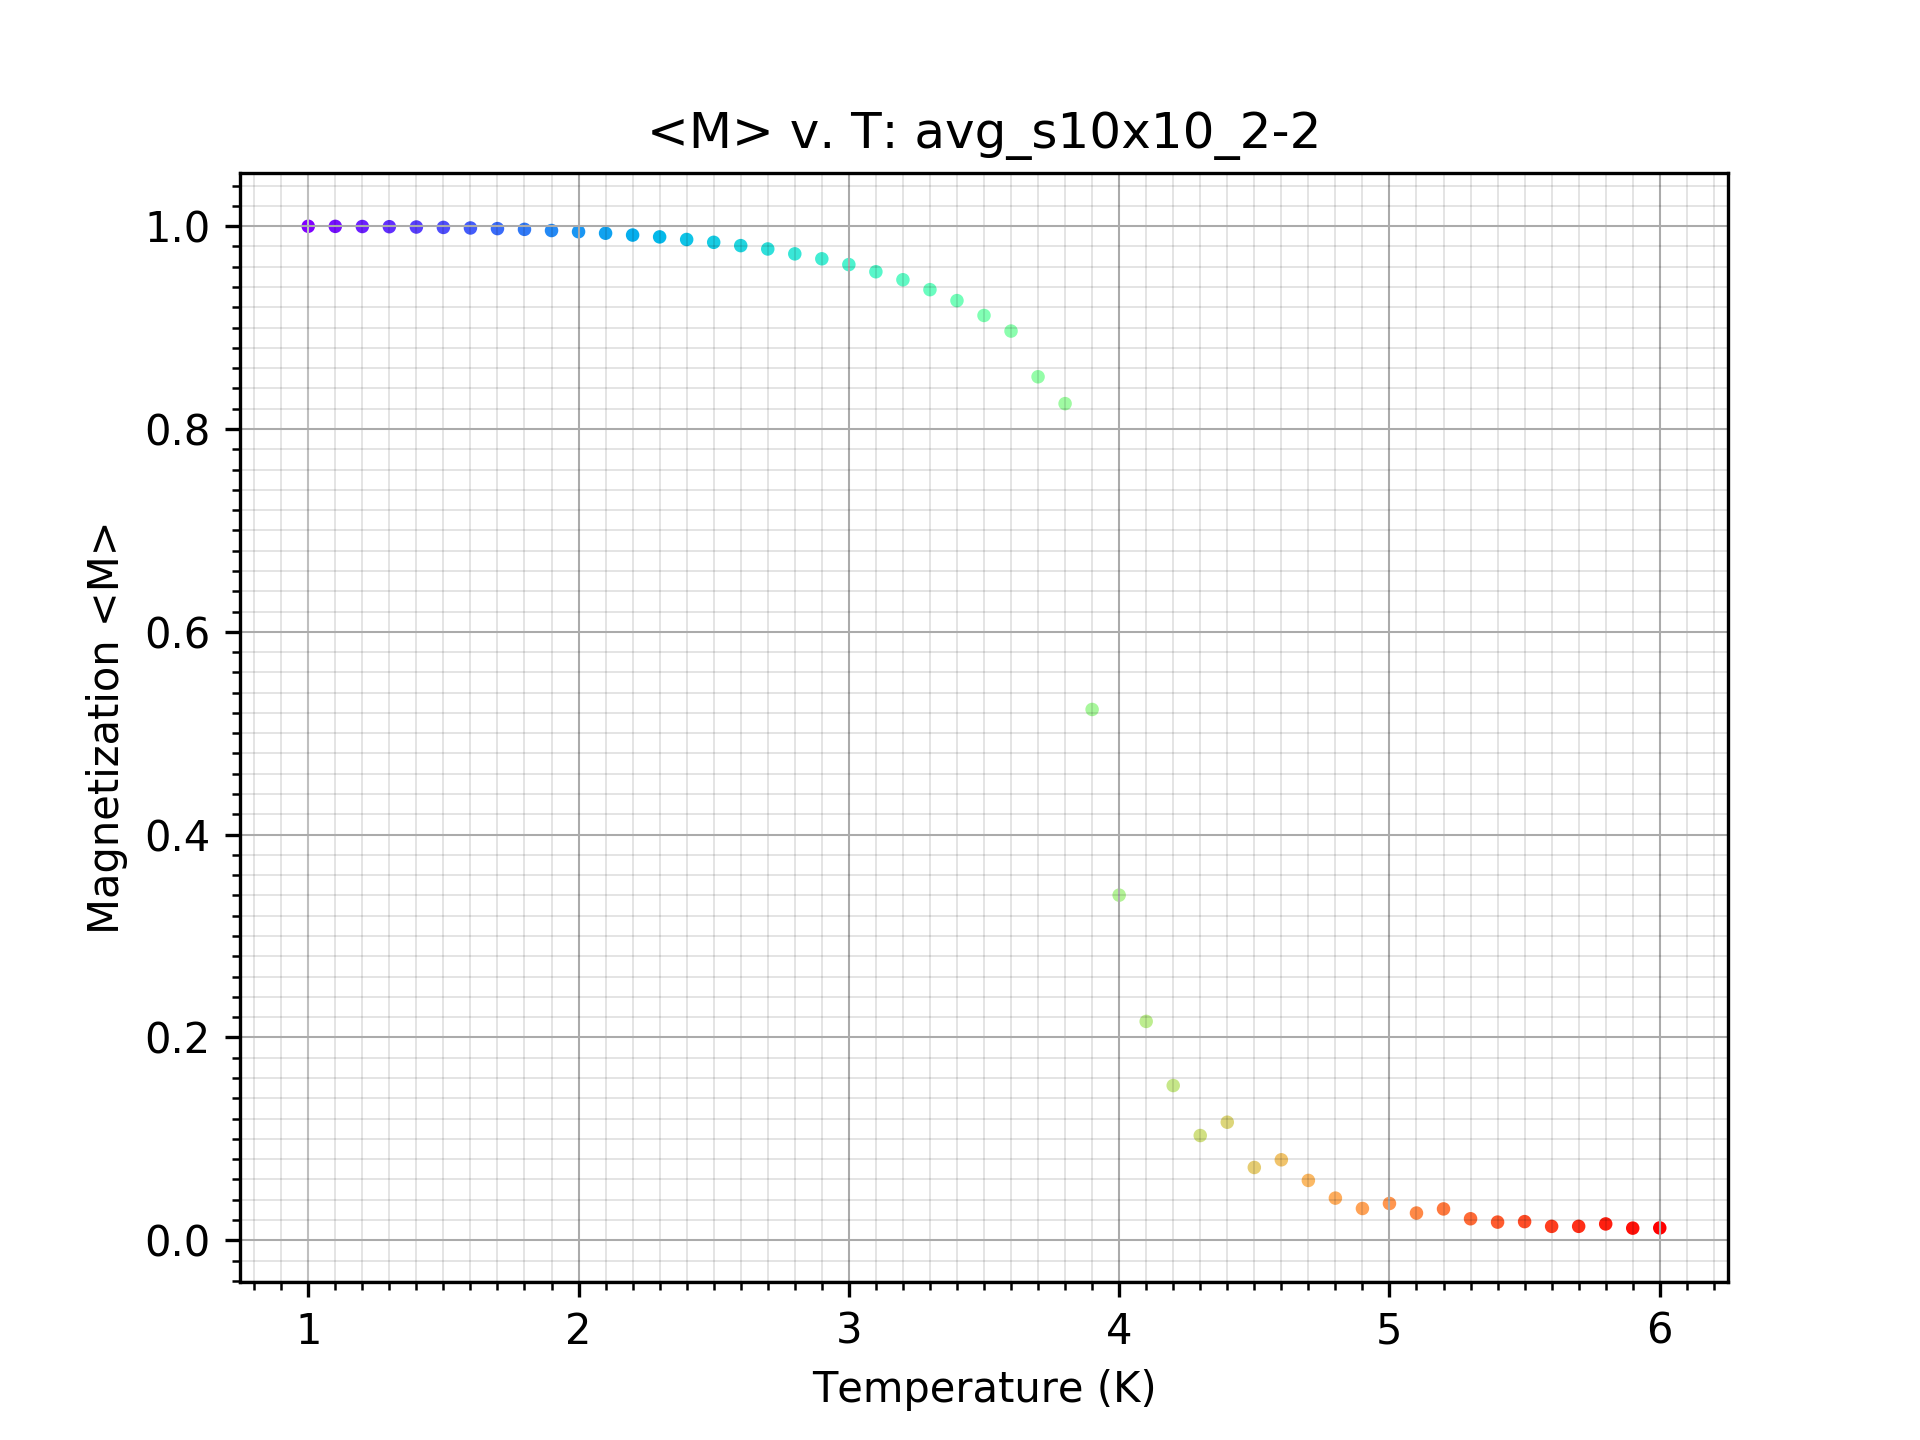 <M> v. T: avg_s10x10_2-2
Magnetization <M>
1.0
0.8
0.6
0.4
0.2
0.0
1 2 3 4 5 6
Temperature (K)